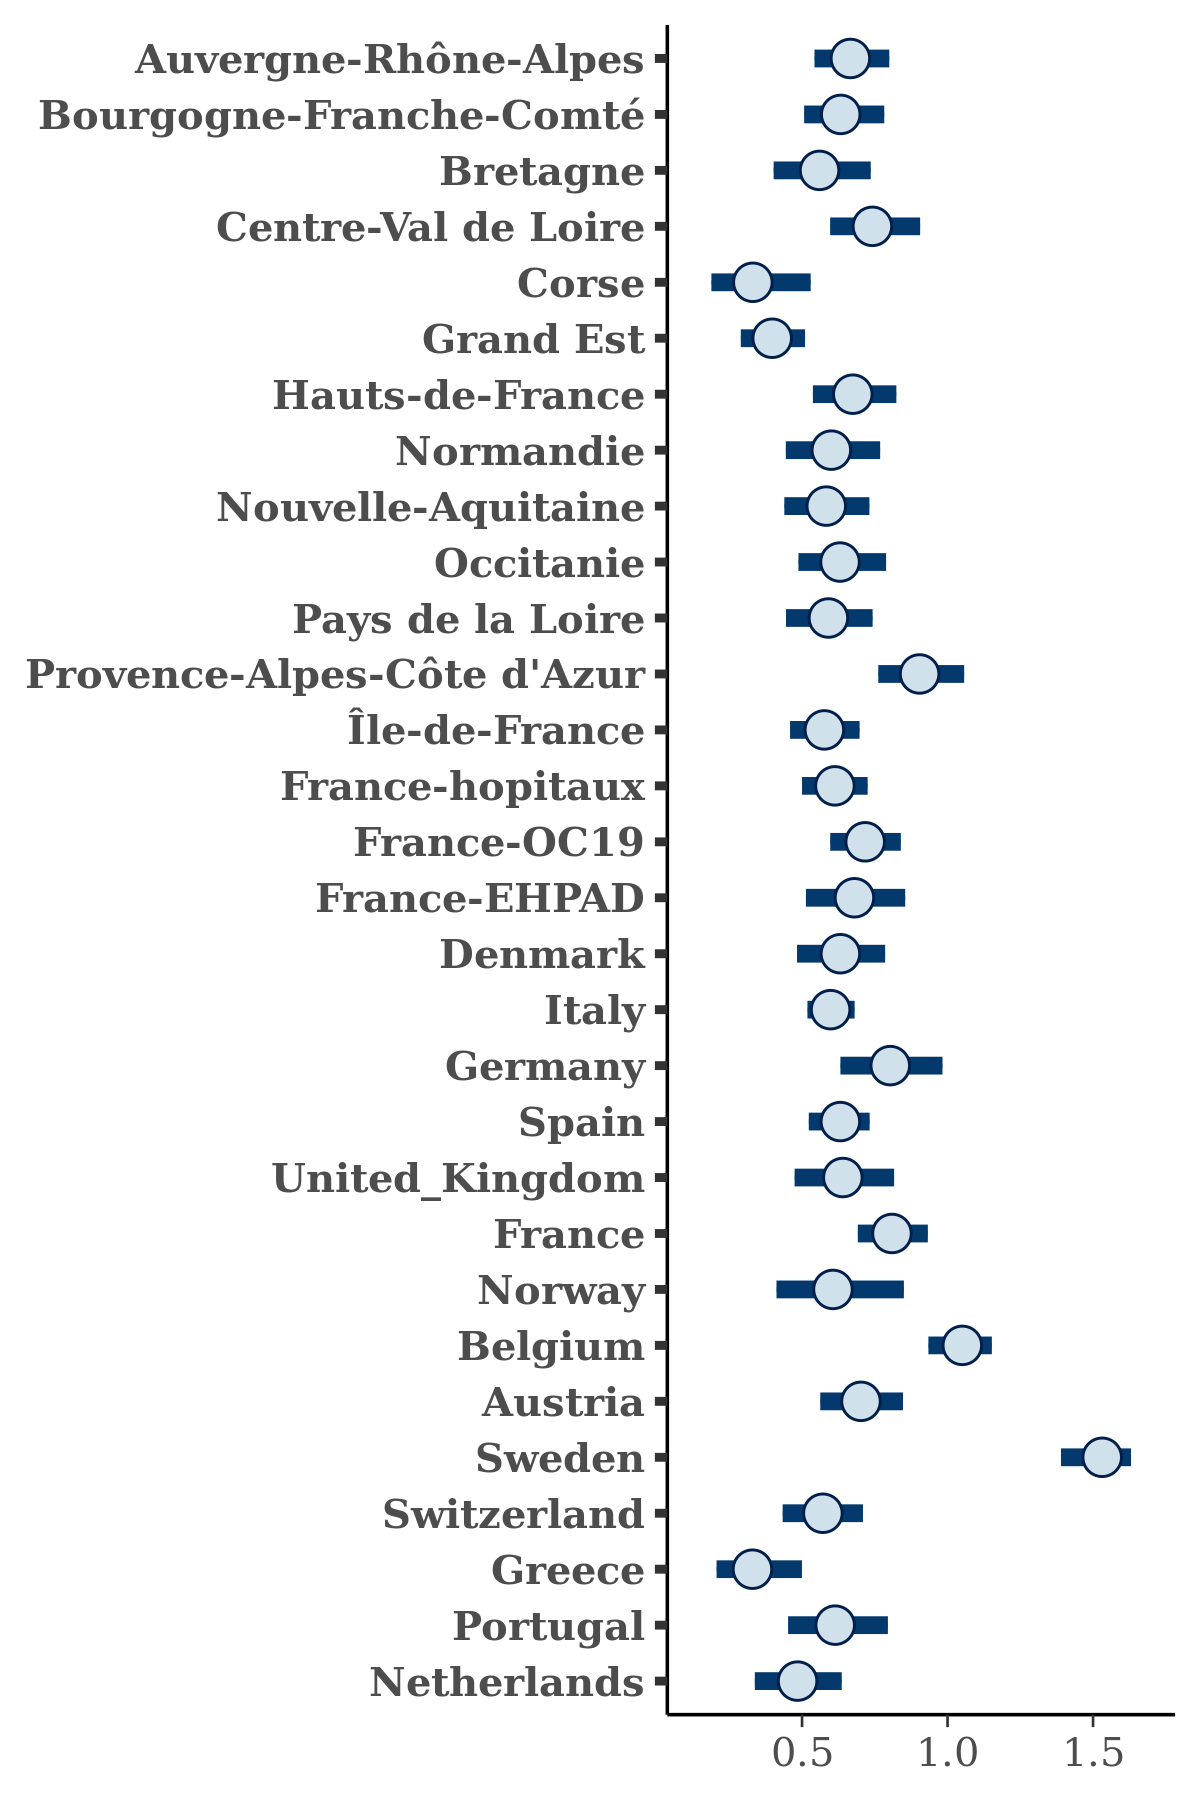 Auvergne-Rhône-Alpes
Bourgogne-Franche-Comté
Bretagne
Centre-Val de Loire
Corse
Grand Est
Hauts-de-France
Normandie
Nouvelle-Aquitaine
Occitanie
Pays de la Loire
Provence-Alpes-Côte d'Azur
Île-de-France
France-hopitaux
France-OC19
France-EHPAD
Denmark
Italy
Germany
Spain
United_Kingdom
France
Norway
Belgium
Austria
Sweden
Switzerland
Greece
Portugal
Netherlands
0.5 1.0 1.5